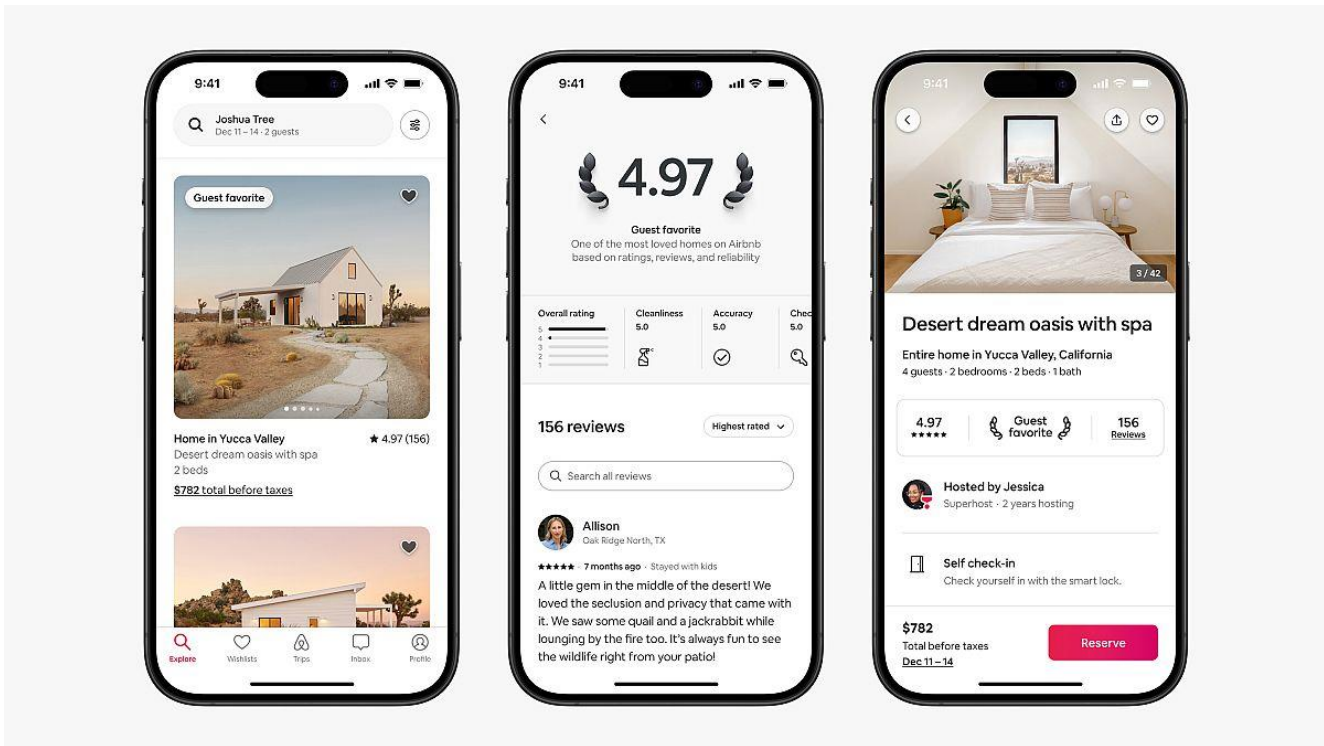 9:41
Joshua Tree
Dec 11 – 14 · 2 guests
Guest favorite
Home in Yucca Valley
★ 4.97 (156)
Desert dream oasis with spa
2 beds
$782 total before taxes
Explore
Wishlists
Trips
Inbox
Profile
9:41
4.97
Guest favorite
One of the most loved homes on Airbnb
based on ratings, reviews, and reliability
Overall rating
5
4
3
2
1
Cleanliness
5.0
Accuracy
5.0
Chec
5.0
156 reviews
Highest rated
Search all reviews
Allison
Oak Ridge North, TX
★★★★★ · 7 months ago · Stayed with kids
A little gem in the middle of the desert! We
loved the seclusion and privacy that came with
it. We saw some quail and a jackrabbit while
lounging by the fire too. It's always fun to see
the wildlife right from your patio!
9:41
3 / 42
Desert dream oasis with spa
Entire home in Yucca Valley, California
4 guests · 2 bedrooms · 2 beds · 1 bath
4.97
★★★★★
Guest
favorite
156
Reviews
Hosted by Jessica
Superhost · 2 years hosting
Self check-in
Check yourself in with the smart lock.
$782
Total before taxes
Dec 11 – 14
Reserve